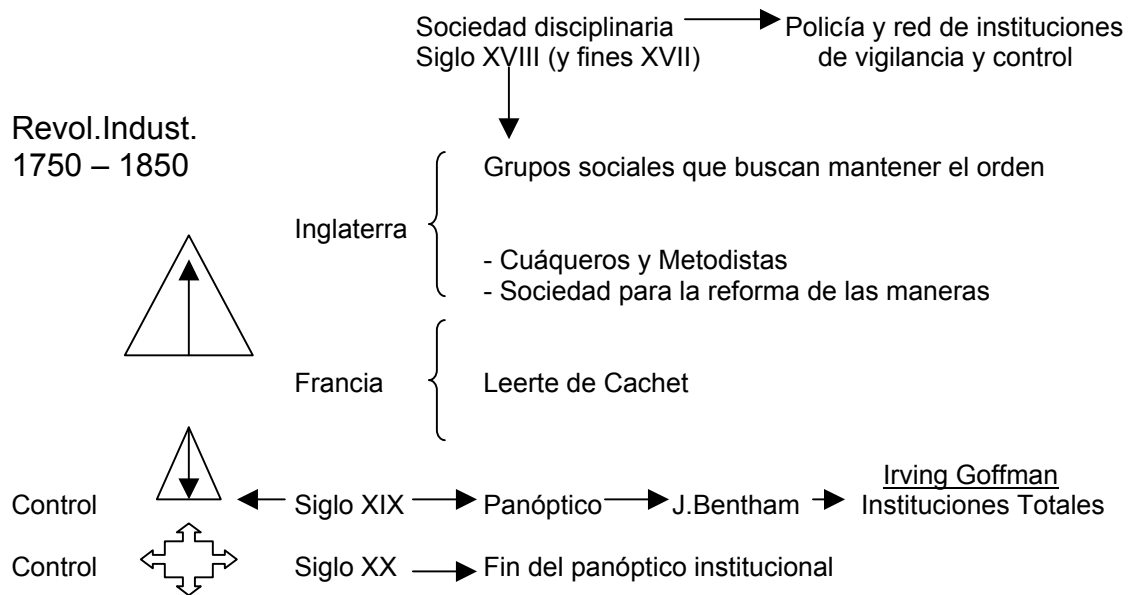 Sociedad disciplinaria
Siglo XVIII (y fines XVII)
Policía y red de instituciones
de vigilancia y control
Revol.Indust.
1750 – 1850
Grupos sociales que buscan mantener el orden
Inglaterra
- Cuáqueros y Metodistas
- Sociedad para la reforma de las maneras
Francia
Leerte de Cachet
Control
Siglo XIX
Panóptico
J.Bentham
Irving Goffman
Instituciones Totales
Control
Siglo XX
Fin del panóptico institucional